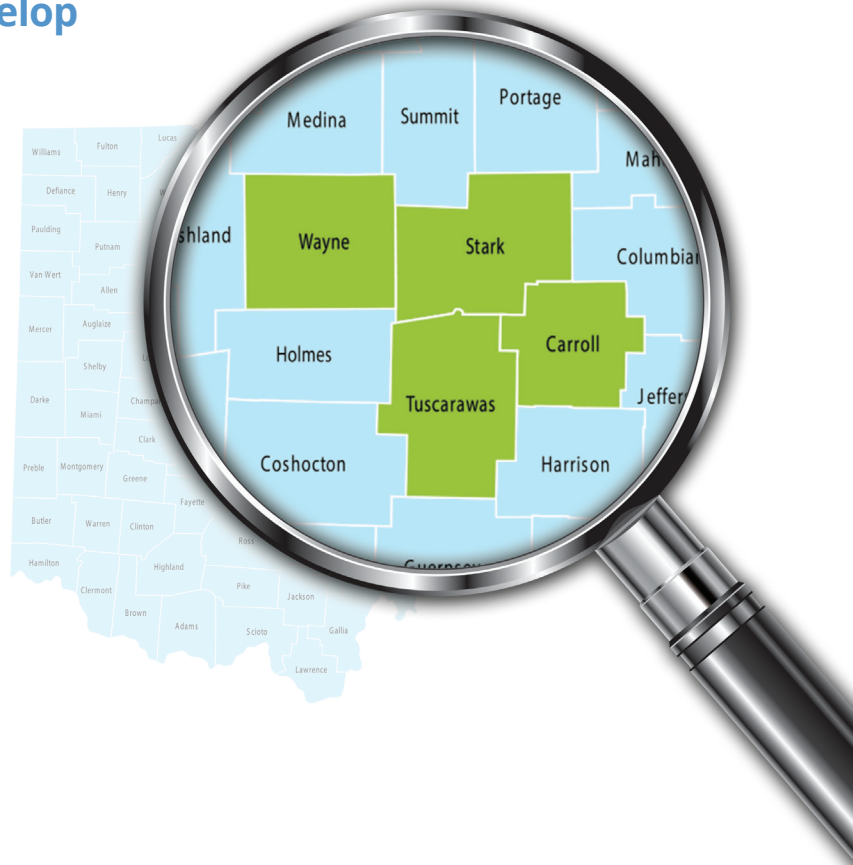 elop
Medina
Summit
Portage
Mah
shland
Wayne
Stark
Columbian
Holmes
Carroll
Tuscarawas
Jeffer
Coshocton
Harrison
Guernsey
Williams
Fulton
Lucas
Defiance
Henry
W
Paulding
Putnam
Van Wert
Allen
Mercer
Auglaize
Shelby
L
Darke
Champa
Miami
Clark
Preble
Montgomery
Greene
Fayette
Butler
Warren
Clinton
Ross
Hamilton
Highland
Clermont
Pike
Jackson
Brown
Adams
Scioto
Gallia
Lawrence